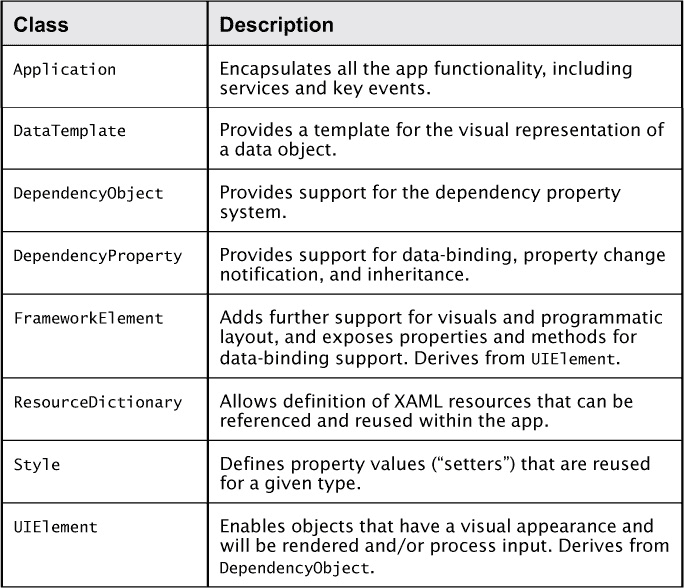 Class Description
Application Encapsulates all the app functionality, including
services and key events.
DataTemplate Provides a template for the visual representation of
a data object.
DependencyObject Provides support for the dependency property
system.
DependencyProperty Provides support for data-binding, property change
notification, and inheritance.
FrameworkElement Adds further support for visuals and programmatic
layout, and exposes properties and methods for
data-binding support. Derives from UIElement.
ResourceDictionary Allows definition of XAML resources that can be
referenced and reused within the app.
Style Defines property values (“setters”) that are reused
for a given type.
UIElement Enables objects that have a visual appearance and
will be rendered and/or process input. Derives from
DependencyObject.